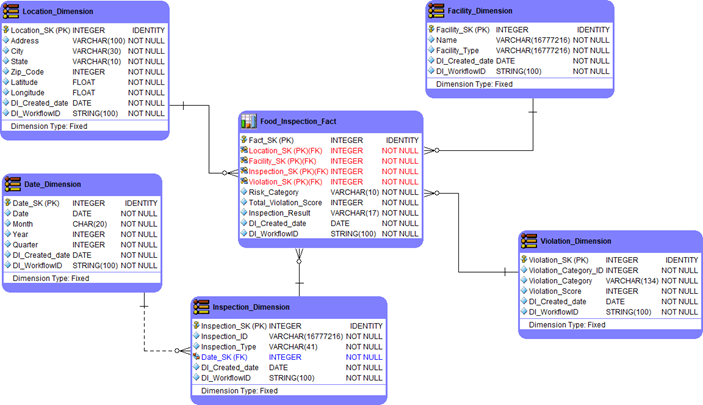 Location_Dimension
Location_SK (PK) INTEGER IDENTITY
Address VARCHAR(100) NOT NULL
City VARCHAR(30) NOT NULL
State VARCHAR(10) NOT NULL
Zip_Code INTEGER NOT NULL
Latitude FLOAT NOT NULL
Longitude FLOAT NOT NULL
DI_Created_date DATE NOT NULL
DI_WorkflowID STRING(100) NOT NULL
Dimension Type: Fixed
Facility_Dimension
Facility_SK (PK) INTEGER IDENTITY
Name VARCHAR(16777216) NOT NULL
Facility_Type VARCHAR(16777216) NOT NULL
DI_Created_date DATE NOT NULL
DI_WorkflowID STRING(100) NOT NULL
Dimension Type: Fixed
Food_Inspection_Fact
Fact_SK (PK) INTEGER IDENTITY
Location_SK (PK)(FK) INTEGER NOT NULL
Facility_SK (PK)(FK) INTEGER NOT NULL
Inspection_SK (PK)(FK) INTEGER NOT NULL
Violation_SK (PK)(FK) INTEGER NOT NULL
Risk_Category VARCHAR(10) NOT NULL
Total_Violation_Score INTEGER NOT NULL
Inspection_Result VARCHAR(17) NOT NULL
DI_Created_date DATE NOT NULL
DI_WorkflowID STRING(100) NOT NULL
Date_Dimension
Date_SK (PK) INTEGER IDENTITY
Date DATE NOT NULL
Month CHAR(20) NOT NULL
Year INTEGER NOT NULL
Quarter INTEGER NOT NULL
DI_Created_date DATE NOT NULL
DI_WorkflowID STRING(100) NOT NULL
Dimension Type: Fixed
Violation_Dimension
Violation_SK (PK) INTEGER IDENTITY
Violation_Category_ID INTEGER NOT NULL
Violation_Category VARCHAR(134) NOT NULL
Violation_Score INTEGER NOT NULL
DI_Created_date DATE NOT NULL
DI_WorkflowID STRING(100) NOT NULL
Dimension Type: Fixed
Inspection_Dimension
Inspection_SK (PK) INTEGER IDENTITY
Inspection_ID VARCHAR(16777216) NOT NULL
Inspection_Type VARCHAR(41) NOT NULL
Date_SK (FK) INTEGER NOT NULL
DI_Created_date DATE NOT NULL
DI_WorkflowID STRING(100) NOT NULL
Dimension Type: Fixed